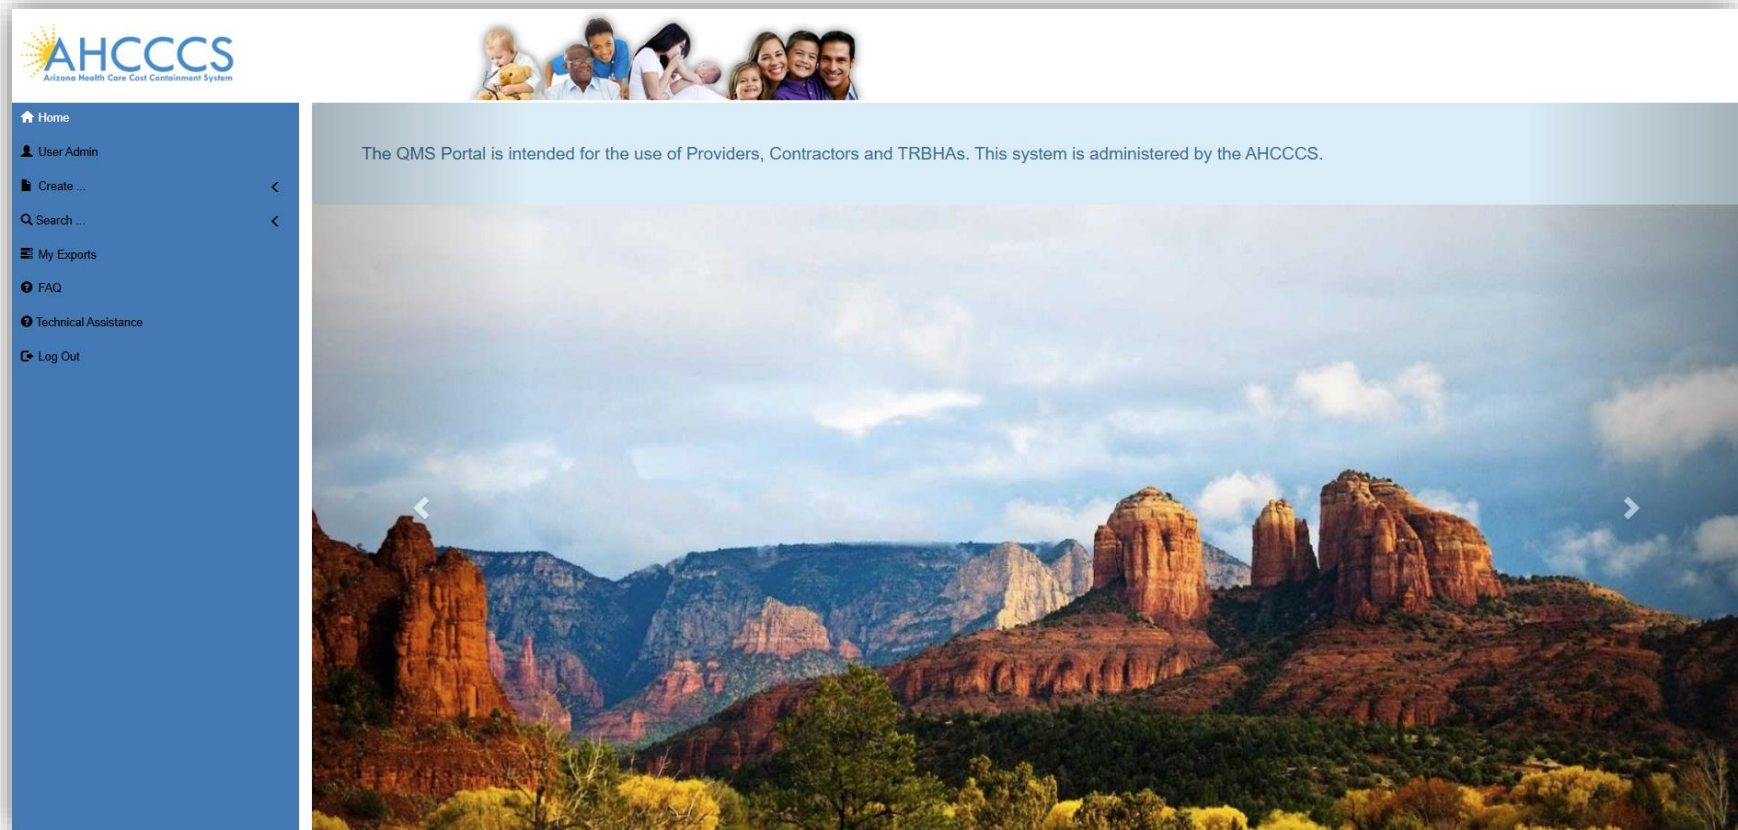 AHCCCS
Arizona Health Care Cost Containment System
Home
User Admin
Create ...
Search ...
My Exports
FAQ
Technical Assistance
Log Out
The QMS Portal is intended for the use of Providers, Contractors and TRBHAs. This system is administered by the AHCCCS.